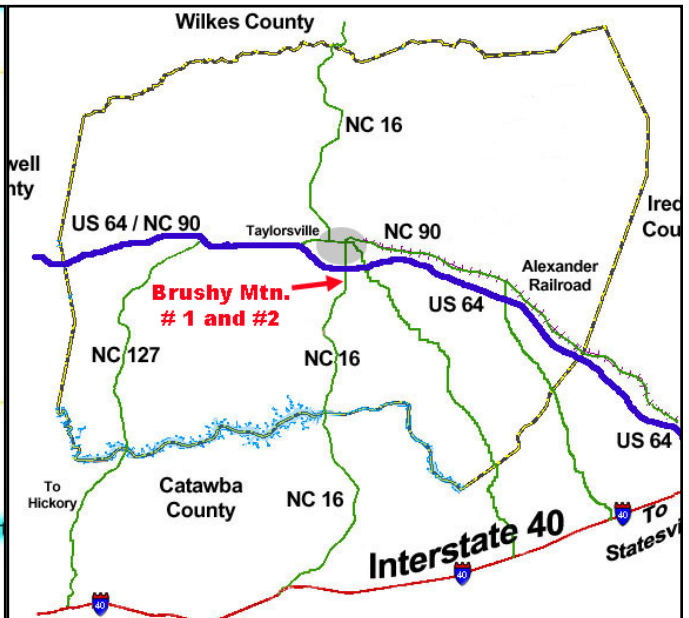 Wilkes County
NC 16
well
nty
US 64 / NC 90
Taylorsville
NC 90
Ired
Cou
Alexander
Railroad
Brushy Mtn.
# 1 and #2
US 64
NC 127
NC 16
US 64
To
Hickory
Catawba
County
NC 16
Interstate 40
40
To
Statesvi
40
40